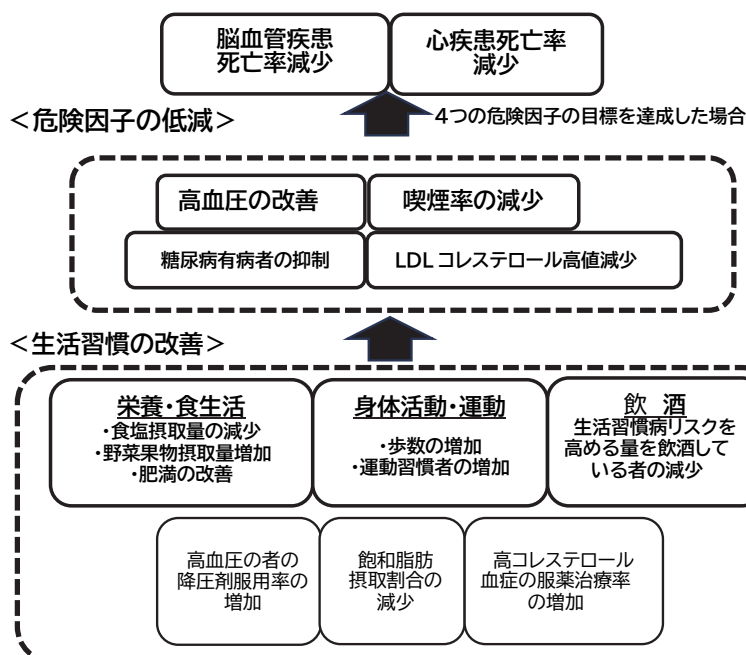 脳血管疾患
死亡率減少
心疾患死亡率
減少
＜危険因子の低減＞
4つの危険因子の目標を達成した場合
高血圧の改善
喫煙率の減少
糖尿病有病者の抑制
LDL コレステロール高値減少
＜生活習慣の改善＞
栄養・食生活
・食塩摂取量の減少
・野菜果物摂取量増加
・肥満の改善
身体活動・運動
・歩数の増加
・運動習慣者の増加
飲 酒
生活習慣病リスクを
高める量を飲酒して
いる者の減少
高血圧の者の
降圧剤服用率の
増加
飽和脂肪
摂取割合の
減少
高コレステロール
血症の服薬治療率
の増加